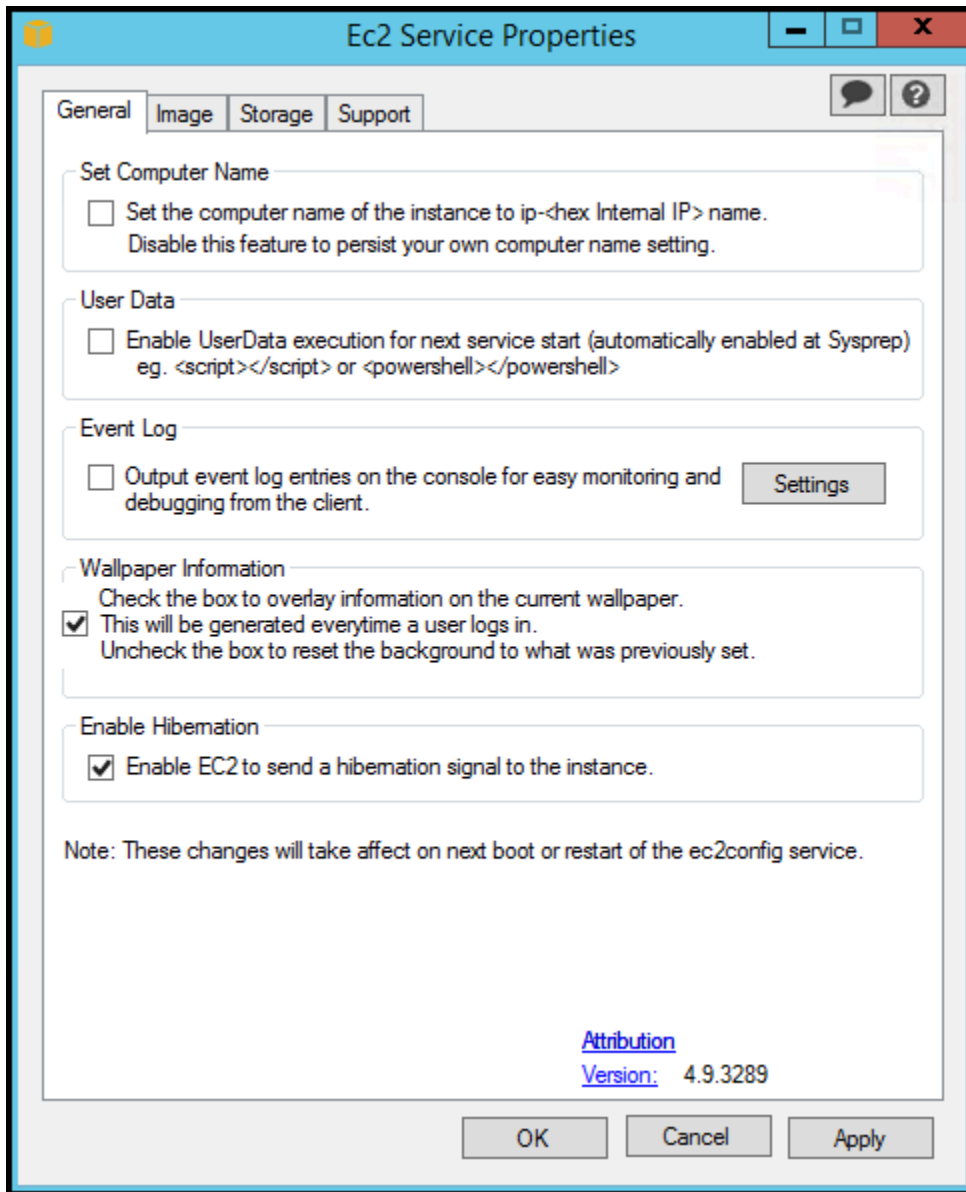 Ec2 Service Properties
General
Image
Storage
Support
Set Computer Name
Set the computer name of the instance to ip-<hex Internal IP> name.
Disable this feature to persist your own computer name setting.
User Data
Enable UserData execution for next service start (automatically enabled at Sysprep)
eg. <script></script> or <powershell></powershell>
Event Log
Output event log entries on the console for easy monitoring and
debugging from the client.
Settings
Wallpaper Information
Check the box to overlay information on the current wallpaper.
This will be generated everytime a user logs in.
Uncheck the box to reset the background to what was previously set.
Enable Hibernation
Enable EC2 to send a hibernation signal to the instance.
Note: These changes will take affect on next boot or restart of the ec2config service.
Attribution
Version: 4.9.3289
OK
Cancel
Apply